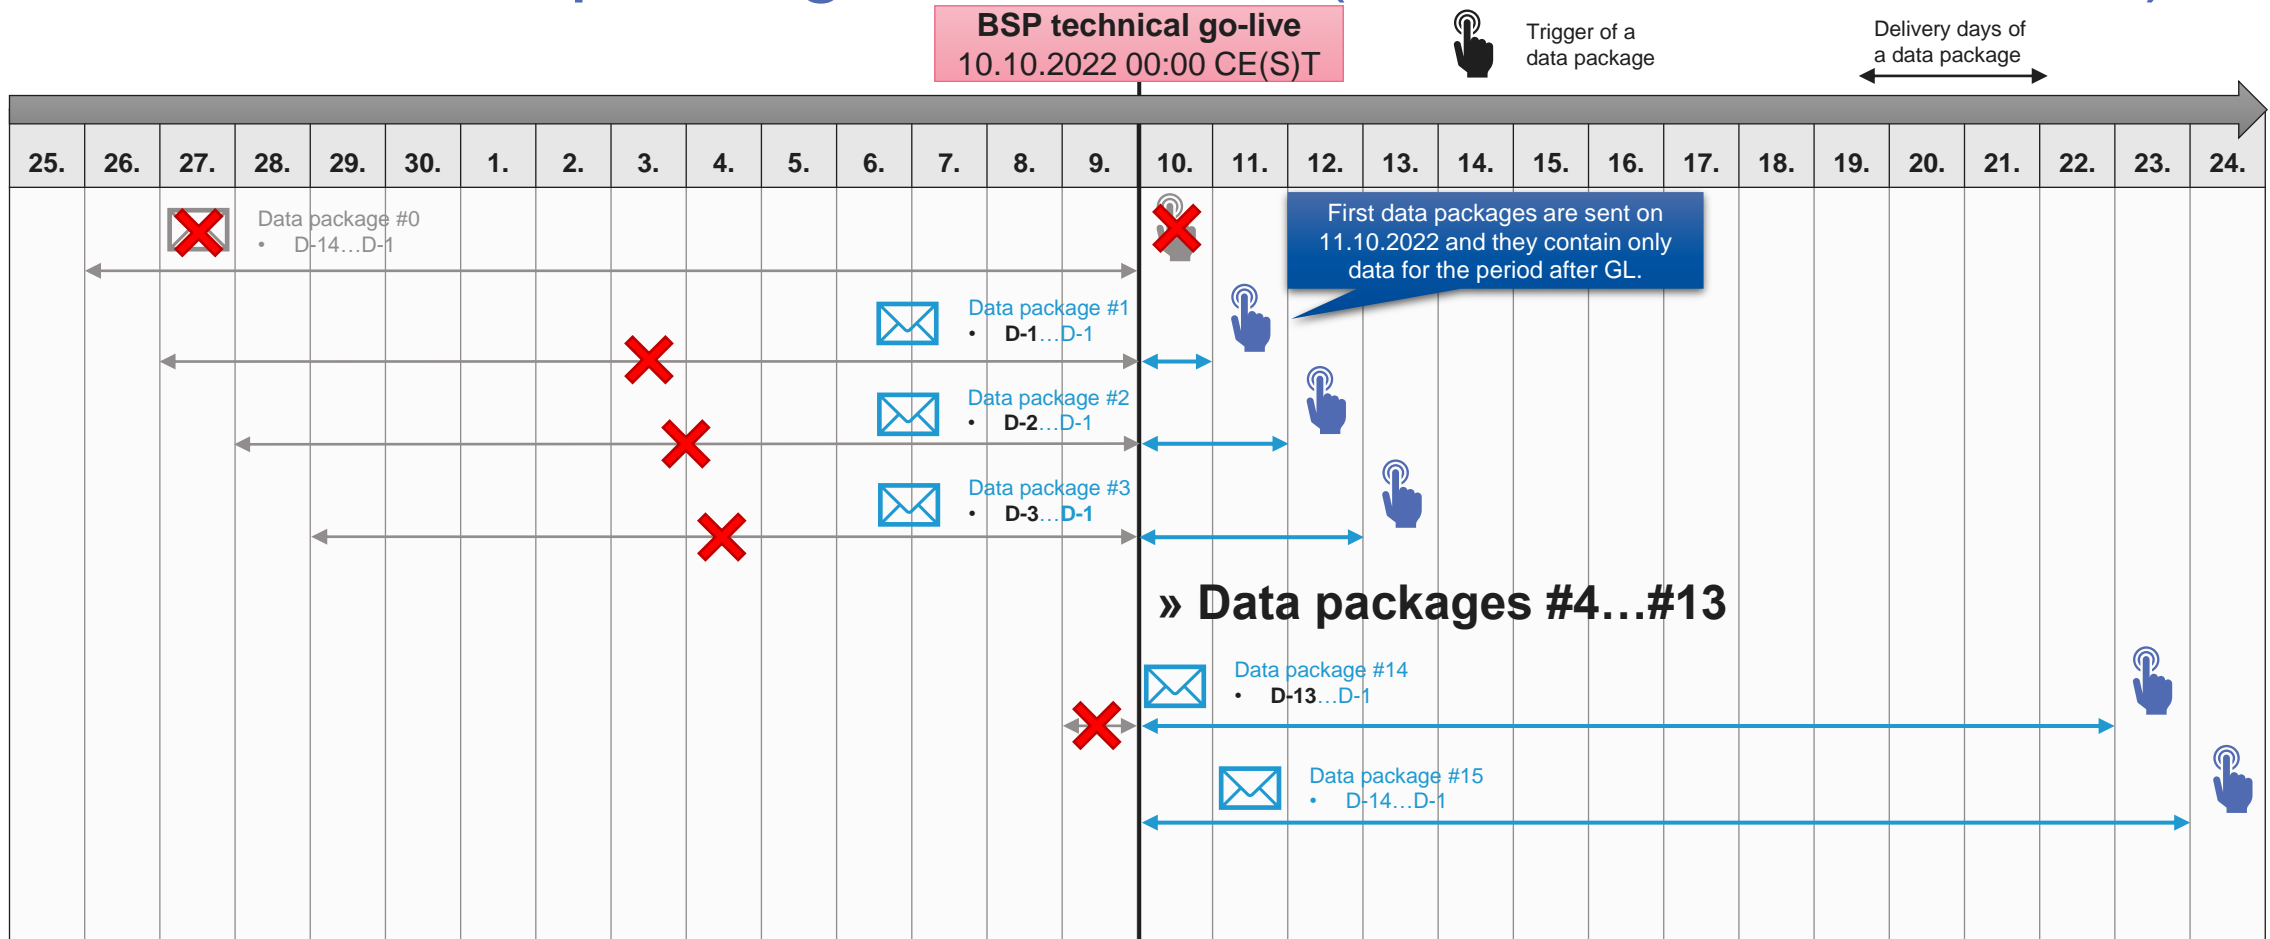 BSP technical go-live
10.10.2022 00:00 CE(S)T
Trigger of a
data package
Delivery days of
a data package
25. 26. 27. 28. 29. 30. 1. 2. 3. 4. 5. 6. 7. 8. 9. 10. 11. 12. 13. 14. 15. 16. 17. 18. 19. 20. 21. 22. 23. 24.
Data package #0
• D-14…D-1
First data packages are sent on
11.10.2022 and they contain only
data for the period after GL.
Data package #1
• D-1…D-1
Data package #2
• D-2…D-1
Data package #3
• D-3…D-1
» Data packages #4…#13
Data package #14
• D-13…D-1
Data package #15
• D-14…D-1